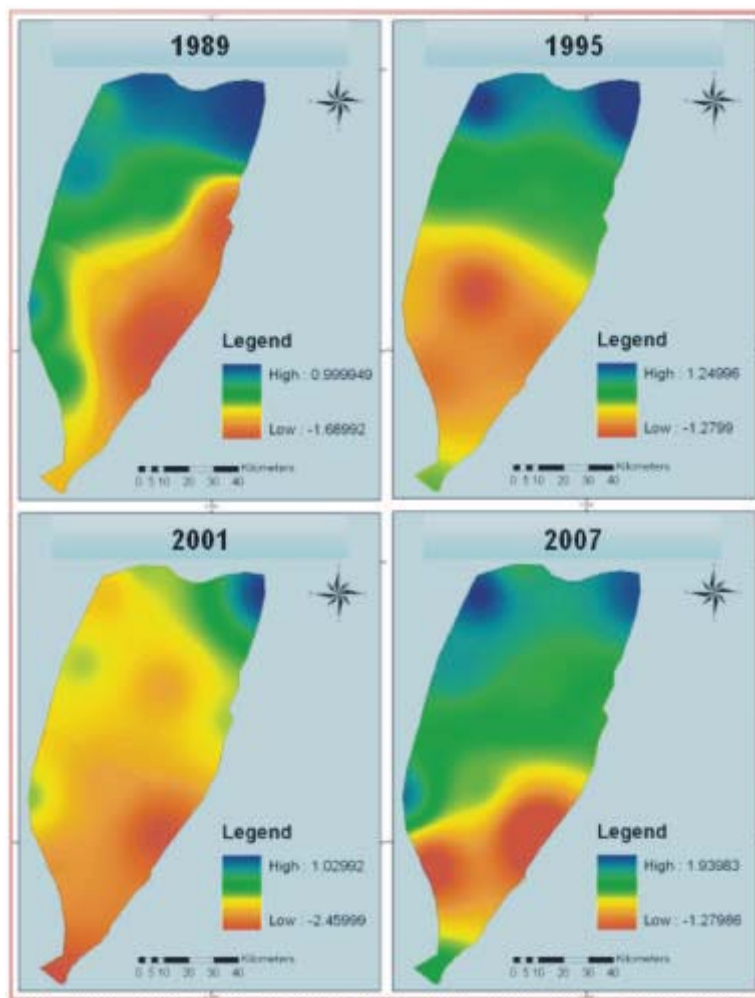 1989
Legend
High : 0.999949
Low : -1.68992
0 5 10 20 30 40
Kilometers
1995
Legend
High : 1.24996
Low : -1.2799
0 5 10 20 30 40
Kilometers
2001
Legend
High : 1.02992
Low : -2.45999
0 5 10 20 30 40
Kilometers
2007
Legend
High : 1.93983
Low : -1.27986
0 5 10 20 30 40
Kilometers